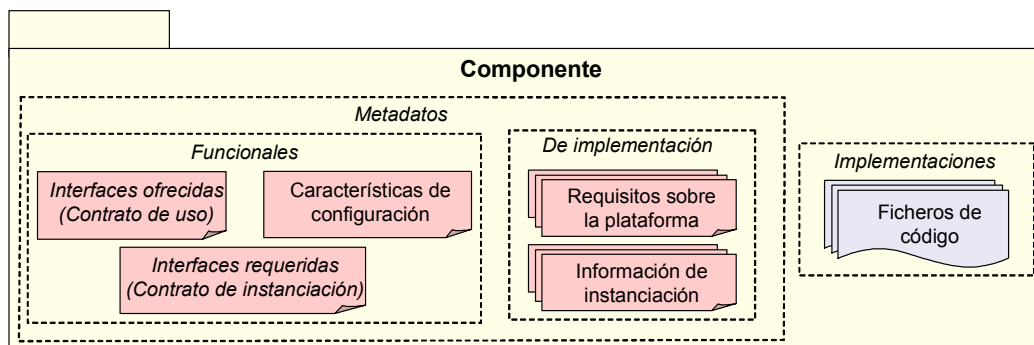 Componente
Metadatos
Funcionales
Interfaces ofrecidas
(Contrato de uso)
Características de
configuración
Interfaces requeridas
(Contrato de instanciación)
De implementación
Requisitos sobre
la plataforma
Información de
instanciación
Implementaciones
Ficheros de
código